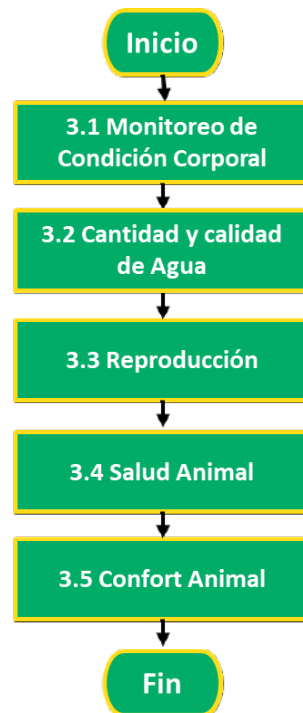 Inicio
3.1 Monitoreo de
Condición Corporal
3.2 Cantidad y calidad
de Agua
3.3 Reproducción
3.4 Salud Animal
3.5 Confort Animal
Fin